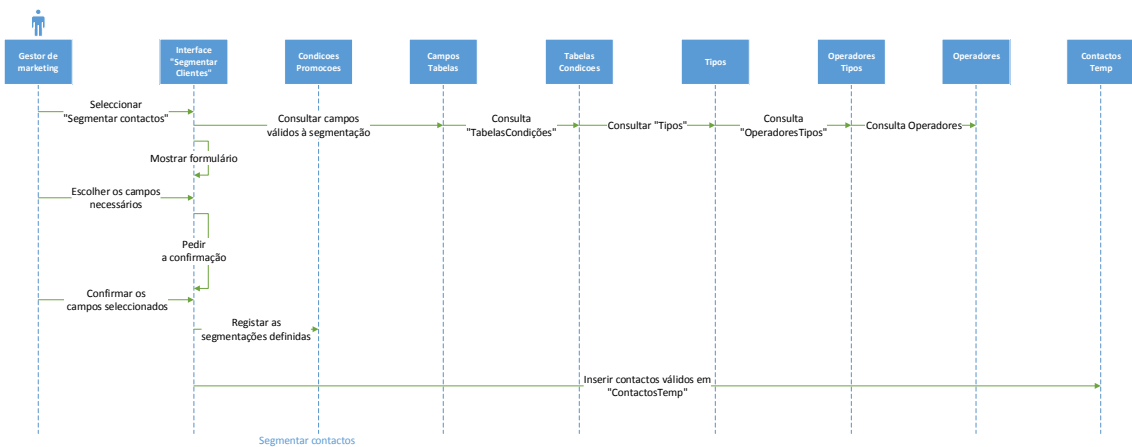 Gestor de
marketing
Interface
"Segmentar
Clientes"
Condicoes
Promocoes
Campos
Tabelas
Tabelas
Condicoes
Tipos
Operadores
Tipos
Operadores
Contactos
Temp
Seleccionar
"Segmentar contactos"
Consultar campos
válidos à segmentação
Consulta
"TabelasCondições"
Consultar "Tipos"
Consulta
"OperadoresTipos"
Consulta Operadores
Mostrar formulário
Escolher os campos
necessários
Pedir
a confirmação
Confirmar os
campos seleccionados
Registar as
segmentações definidas
Inserir contactos válidos em
"ContactosTemp"
Segmentar contactos